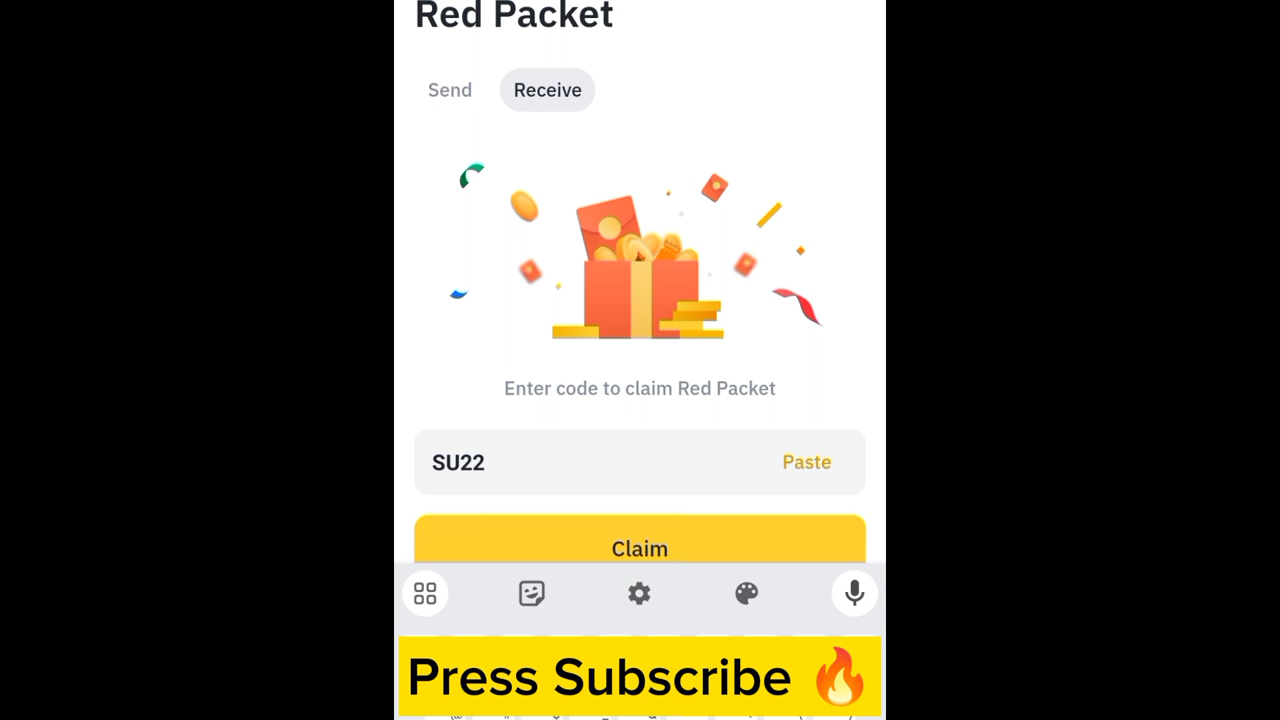 Red Packet
Send
Receive
Enter code to claim Red Packet
SU22
Paste
Claim
Press Subscribe 🔥